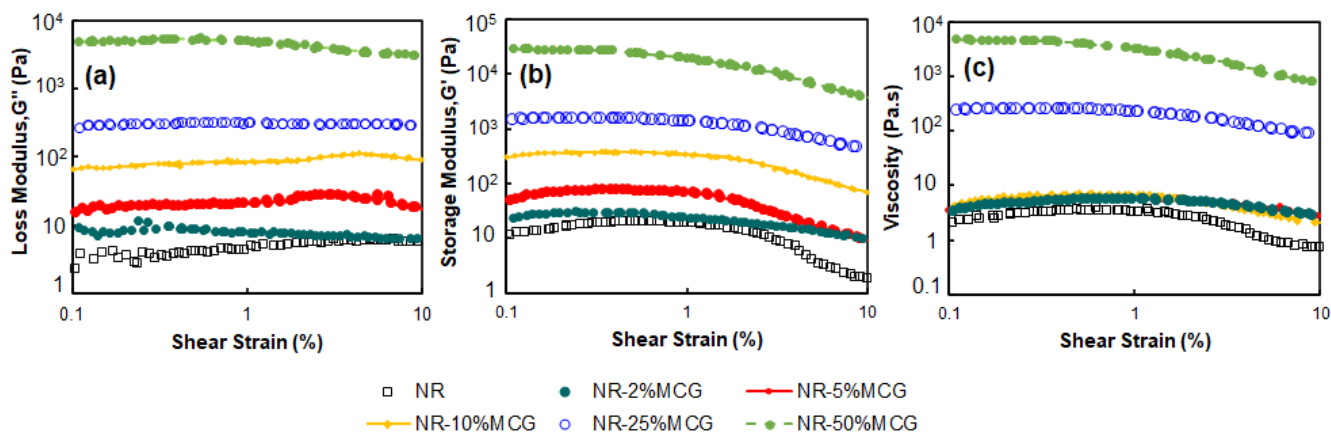 Loss Modulus,G'' (Pa)
10⁴
10³
10²
10
1
(a)
0.1
1
10
Shear Strain (%)
Storage Modulus,G' (Pa)
10⁵
10⁴
10³
10²
10
1
(b)
0.1
1
10
Shear Strain (%)
Viscosity (Pa.s)
10⁴
10³
10²
10
1
0.1
(c)
0.1
1
10
Shear Strain (%)
NR NR-2%MCG NR-5%MCG
NR-10%MCG NR-25%MCG NR-50%MCG